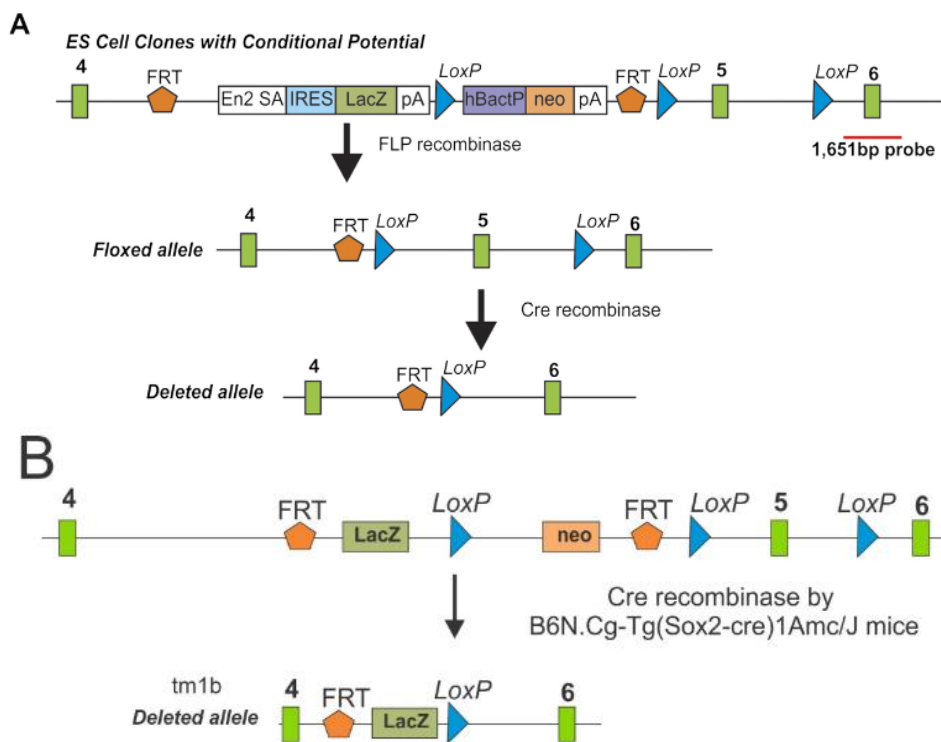 A
ES Cell Clones with Conditional Potential
4 FRT LoxP FRT LoxP 5 LoxP 6
En2 SA IRES LacZ pA hBactP neo pA
1,651bp probe
FLP recombinase
4 FRT LoxP 5 LoxP 6
Floxed allele
Cre recombinase
4 FRT LoxP 6
Deleted allele
B
4 FRT LoxP FRT LoxP 5 LoxP 6
LacZ neo
Cre recombinase by
B6N.Cg-Tg(Sox2-cre)1Amc/J mice
tm1b
4 FRT LoxP 6
Deleted allele LacZ